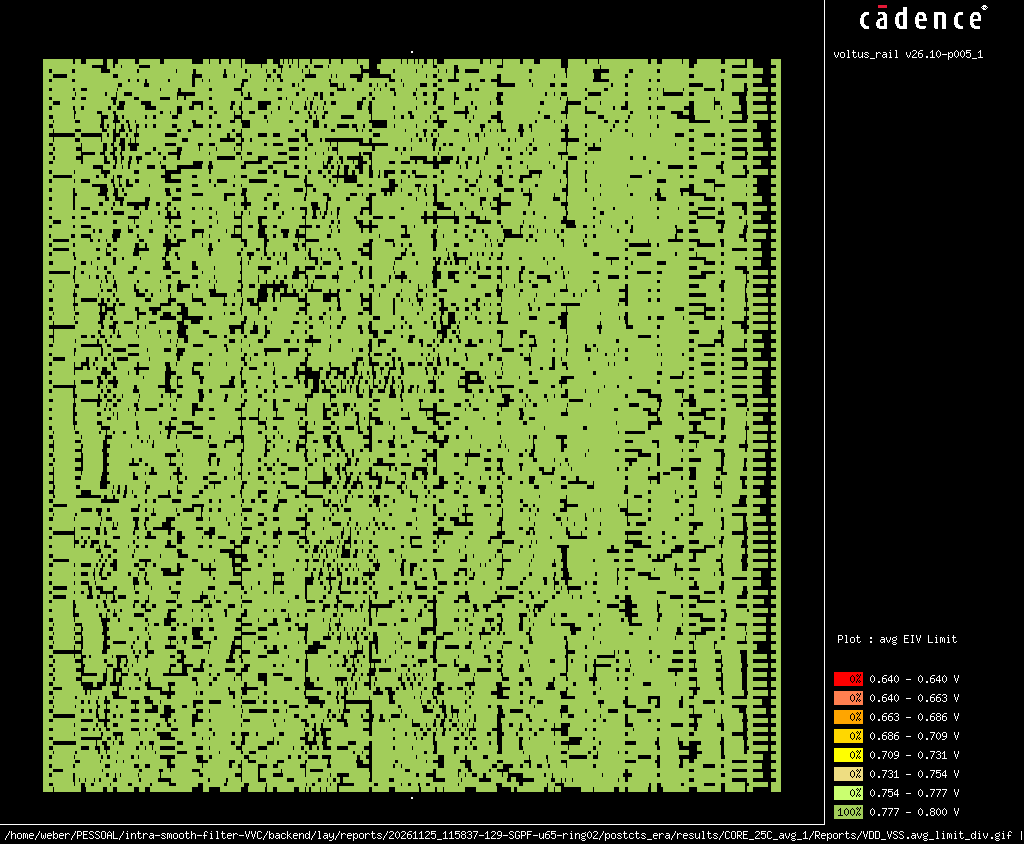 cādence®
voltus_rail v26.10-p005_1
Plot : avg EIV Limit
0% 0.640 - 0.640 V
0% 0.640 - 0.663 V
0% 0.663 - 0.686 V
0% 0.686 - 0.709 V
0% 0.709 - 0.731 V
0% 0.731 - 0.754 V
0% 0.754 - 0.777 V
100% 0.777 - 0.800 V
/home/weber/PESSOAL/intra-smooth-filter-VVC/backend/lay/reports/20261125_115837-129-SGPF-u65-ring02/postcts_era/results/CORE_25C_avg_1/Reports/VDD_VSS.avg_limit_div.gif |